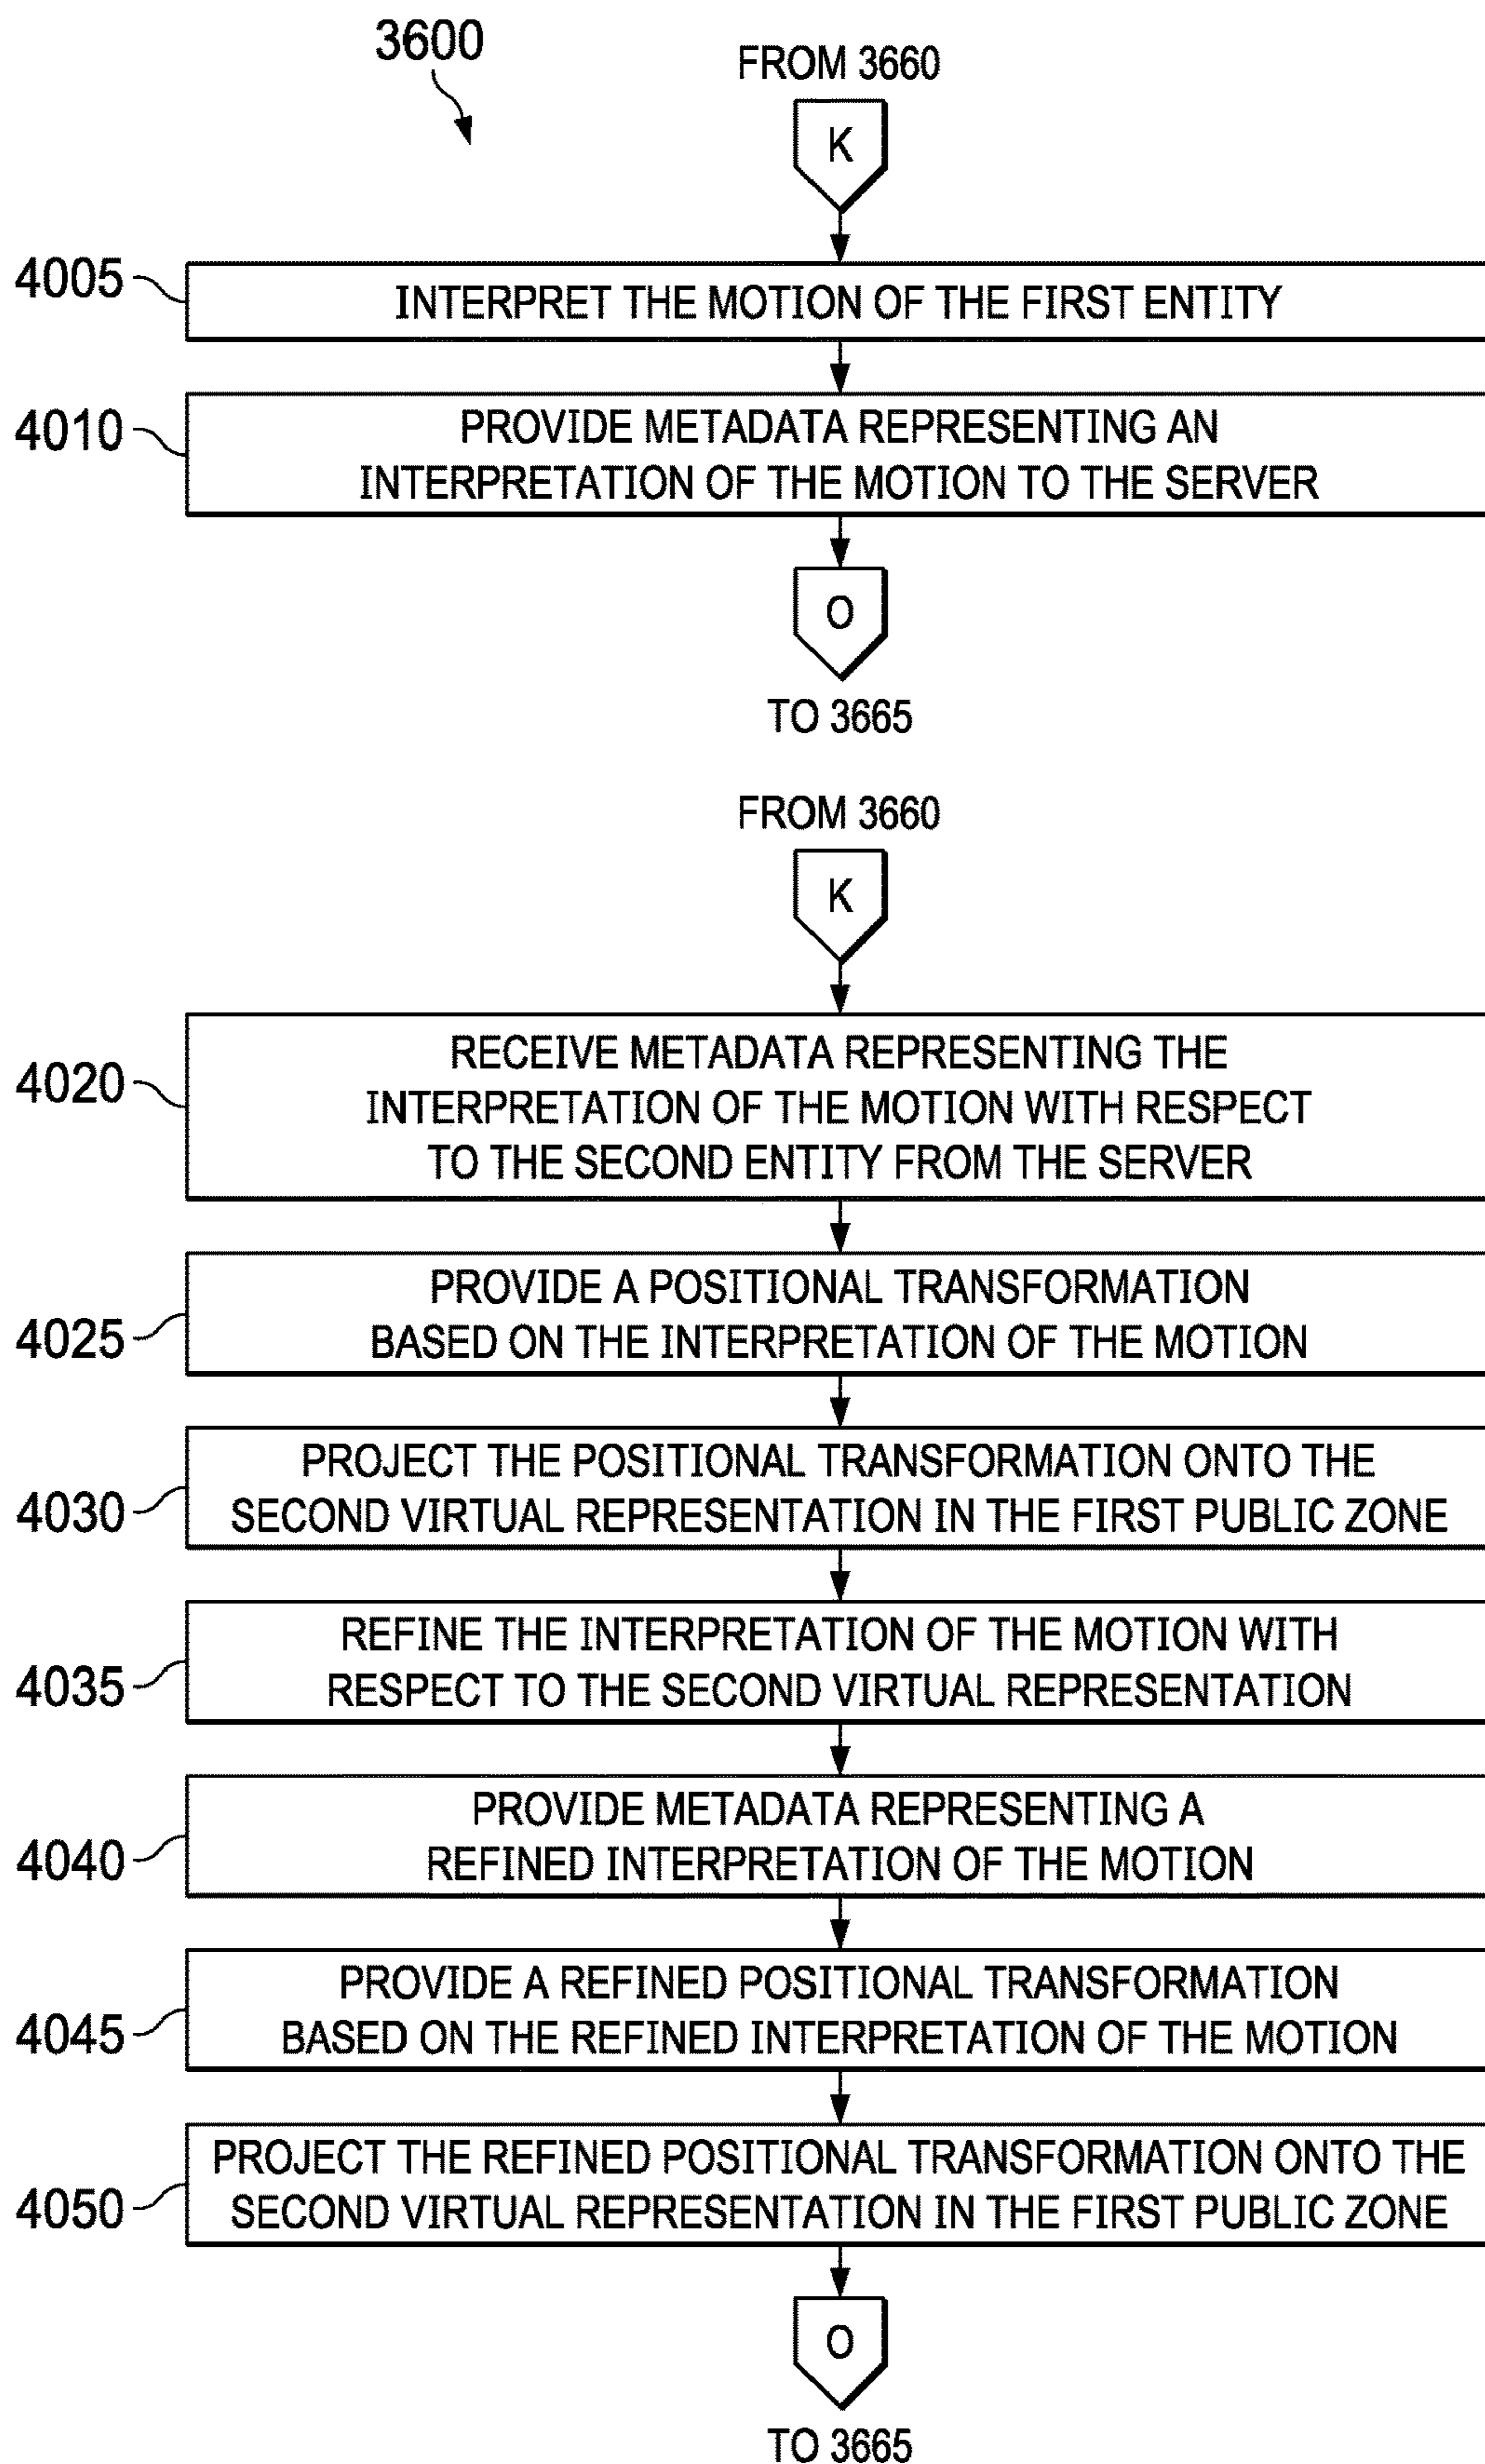 3600
FROM 3660
K
4005
INTERPRET THE MOTION OF THE FIRST ENTITY
4010
PROVIDE METADATA REPRESENTING AN
INTERPRETATION OF THE MOTION TO THE SERVER
O
TO 3665
FROM 3660
K
4020
RECEIVE METADATA REPRESENTING THE
INTERPRETATION OF THE MOTION WITH RESPECT
TO THE SECOND ENTITY FROM THE SERVER
4025
PROVIDE A POSITIONAL TRANSFORMATION
BASED ON THE INTERPRETATION OF THE MOTION
4030
PROJECT THE POSITIONAL TRANSFORMATION ONTO THE
SECOND VIRTUAL REPRESENTATION IN THE FIRST PUBLIC ZONE
4035
REFINE THE INTERPRETATION OF THE MOTION WITH
RESPECT TO THE SECOND VIRTUAL REPRESENTATION
4040
PROVIDE METADATA REPRESENTING A
REFINED INTERPRETATION OF THE MOTION
4045
PROVIDE A REFINED POSITIONAL TRANSFORMATION
BASED ON THE REFINED INTERPRETATION OF THE MOTION
4050
PROJECT THE REFINED POSITIONAL TRANSFORMATION ONTO THE
SECOND VIRTUAL REPRESENTATION IN THE FIRST PUBLIC ZONE
O
TO 3665